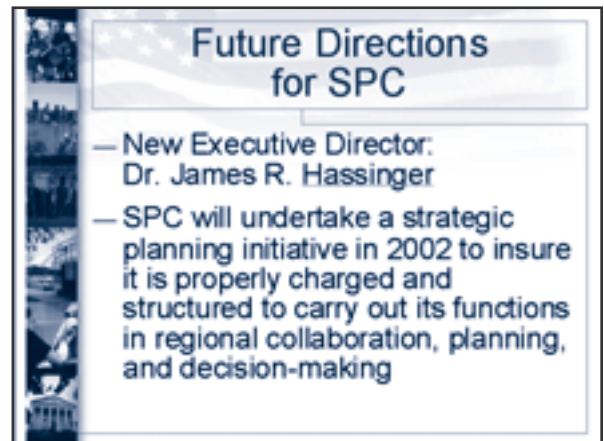 Future Directions
for SPC
— New Executive Director:
Dr. James R. Hassinger
— SPC will undertake a strategic
planning initiative in 2002 to insure
it is properly charged and
structured to carry out its functions
in regional collaboration, planning,
and decision-making